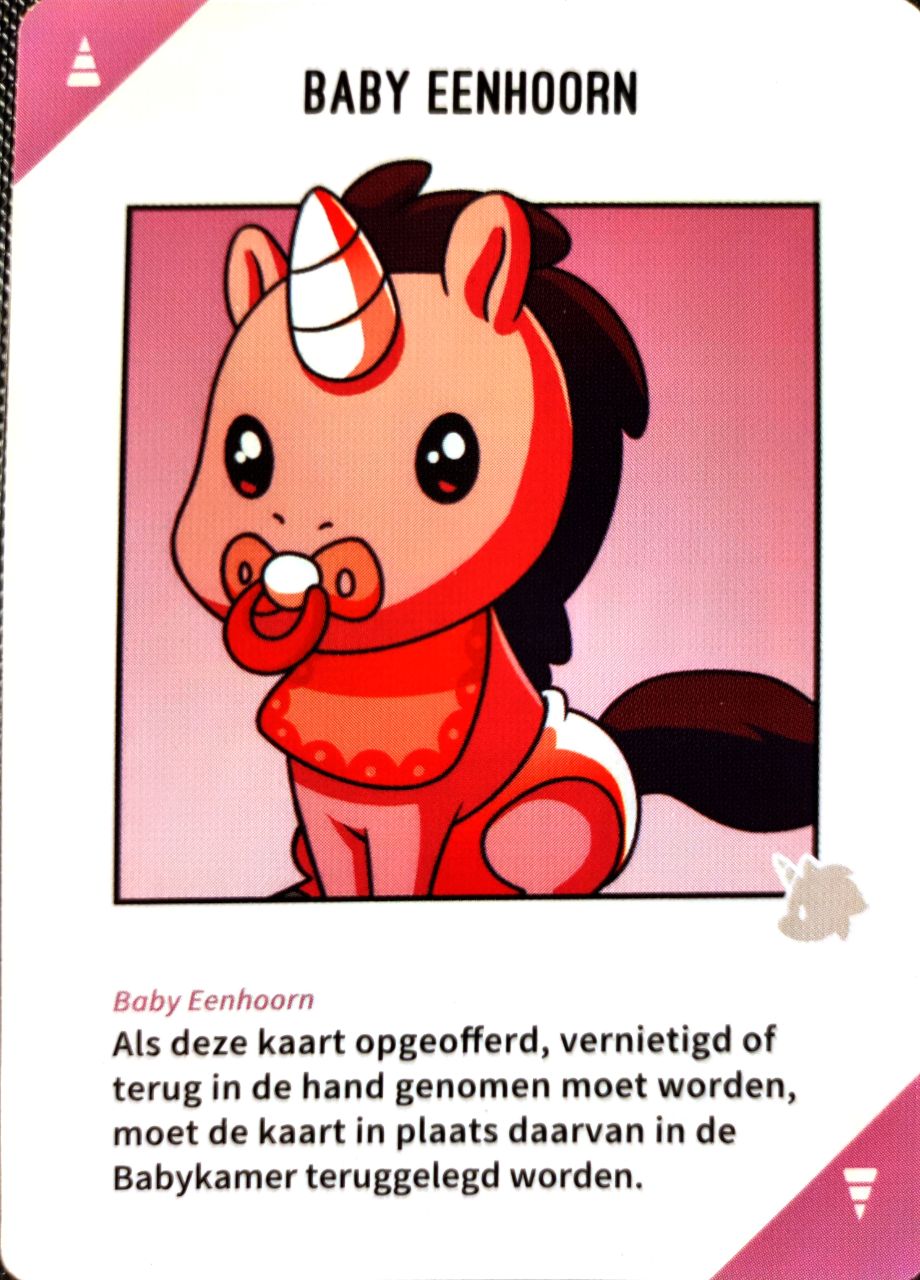 BABY EENHOORN
Baby Eenhoorn
Als deze kaart opgeofferd, vernietigd of
terug in de hand genomen moet worden,
moet de kaart in plaats daarvan in de
Babykamer teruggelegd worden.